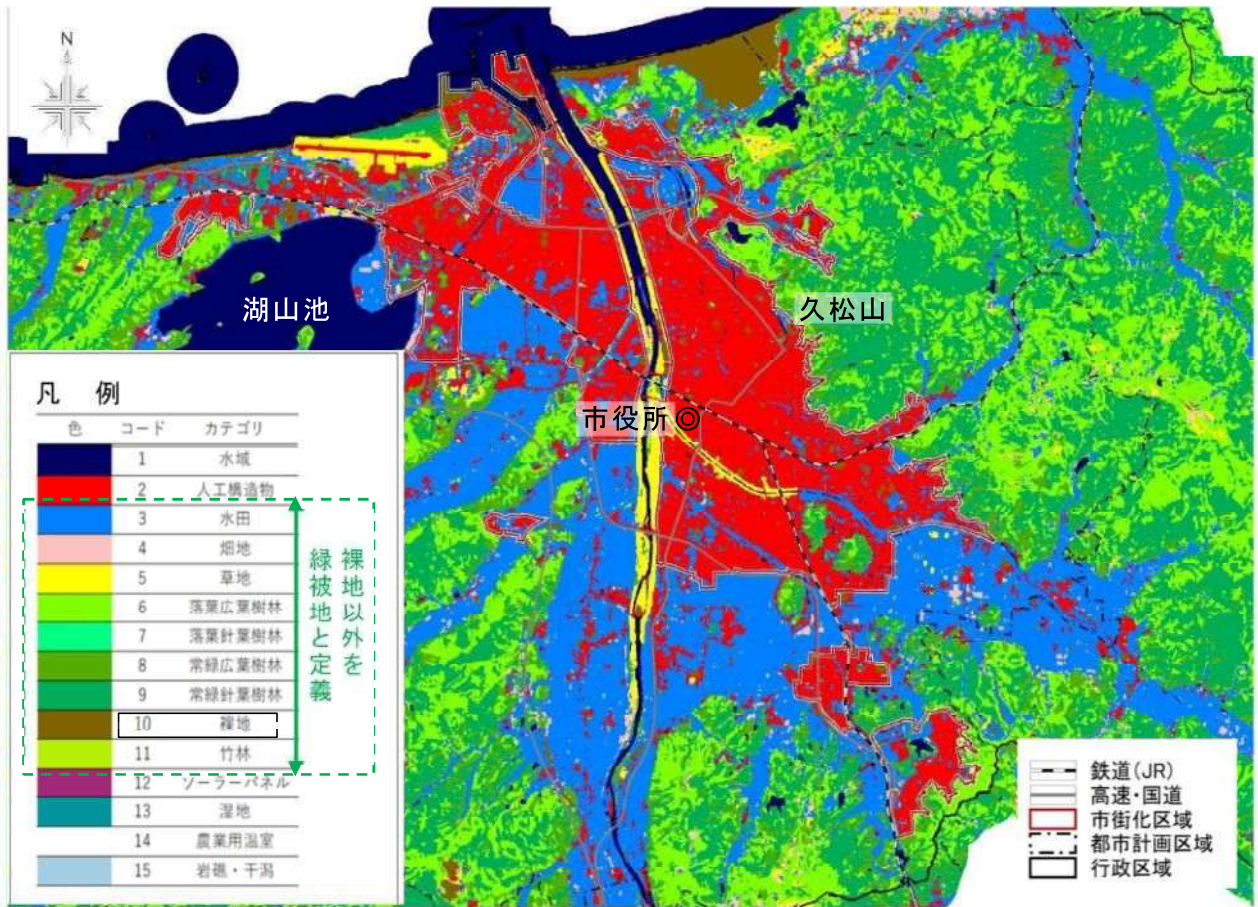 N
湖山池
久松山
市役所◎
凡 例
色 コード カテゴリ
1 水域
2 人工構造物
3 水田
4 畑地
5 草地
6 落葉広葉樹林
7 落葉針葉樹林
8 常緑広葉樹林
9 常緑針葉樹林
10 裸地
11 竹林
12 ソーラーパネル
13 湿地
14 農業用温室
15 岩礁・干潟
裸地以外を
緑被地と定義
鉄道(JR)
高速・国道
市街化区域
都市計画区域
行政区域